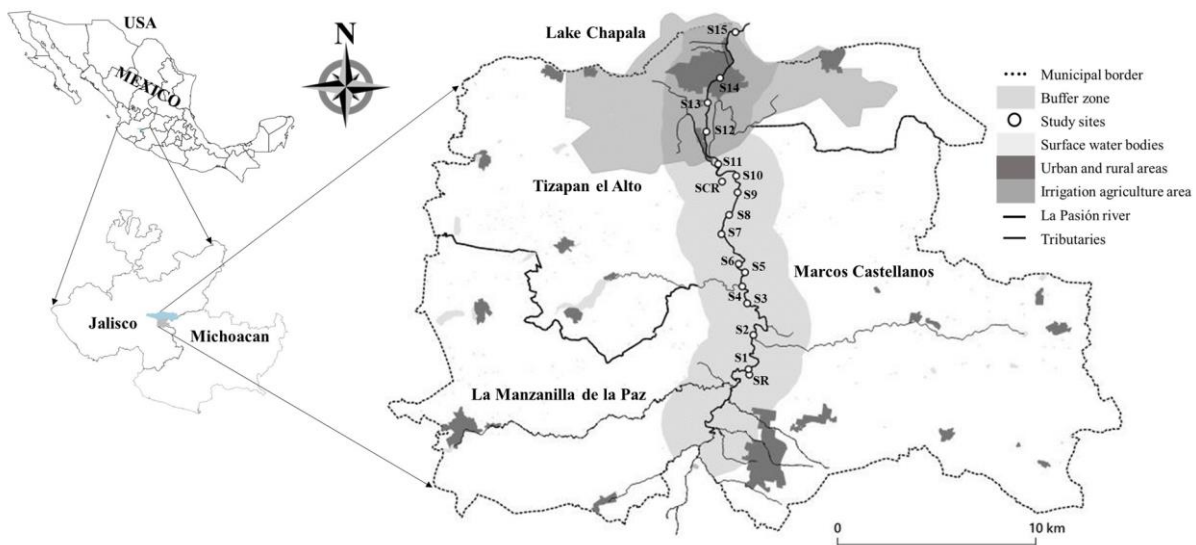 USA
MÉXICO
N
Jalisco
Michoacan
Lake Chapala
S15
S14
S13
S12
S11
S10
SCR
S9
Tizapan el Alto
S8
S7
S6
S5
Marcos Castellanos
S4
S3
S2
S1
SR
La Manzanilla de la Paz
Municipal border
Buffer zone
Study sites
Surface water bodies
Urban and rural areas
Irrigation agriculture area
La Pasión river
Tributaries
0
10 km